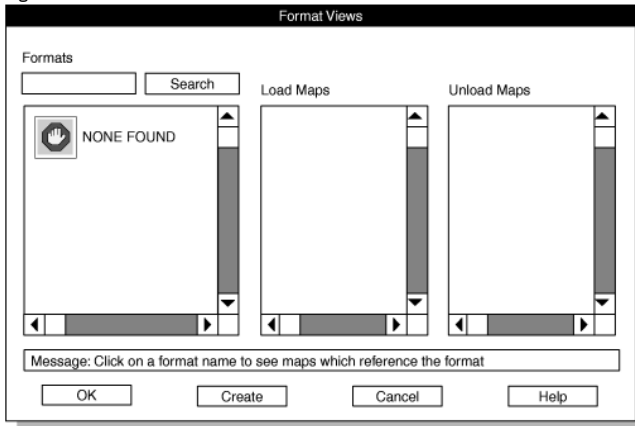 Format Views
Formats
Search
Load Maps
Unload Maps
NONE FOUND
Message: Click on a format name to see maps which reference the format
OK
Create
Cancel
Help